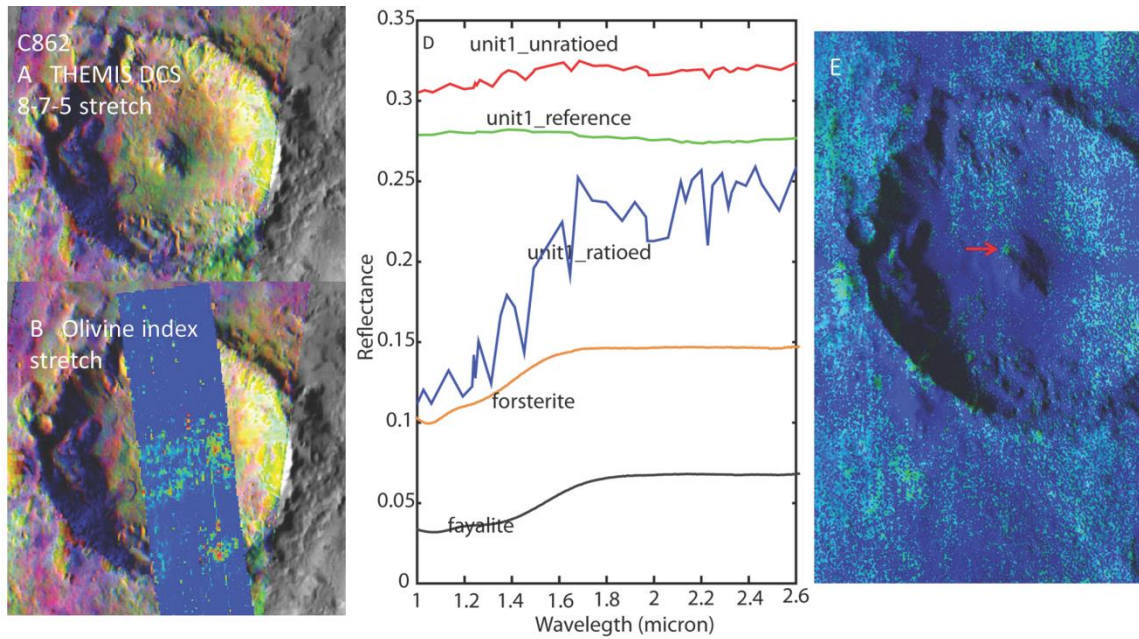 C862
A THEMIS DCS
8-7-5 stretch
B Olivine index
stretch
D
unit1_unratioed
unit1_reference
unit1_ratioed
forsterite
fayalite
Reflectance
0.35
0.3
0.25
0.2
0.15
0.1
0.05
0
1
1.2
1.4
1.6
1.8
2
2.2
2.4
2.6
Wavelegth (micron)
E